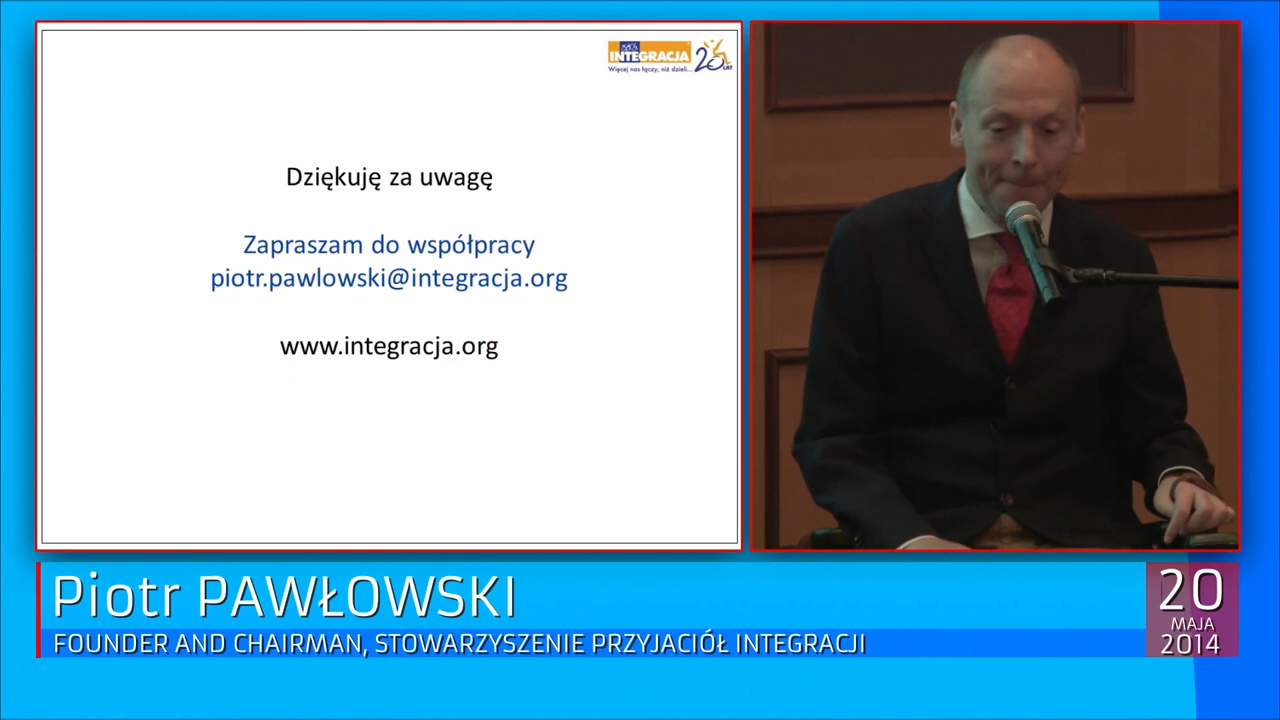 INTEGRACJA
Więcej nas łączy, niż dzieli...
20 LAT
Dziękuję za uwagę
Zapraszam do współpracy
piotr.pawlowski@integracja.org
www.integracja.org
Piotr PAWŁOWSKI
FOUNDER AND CHAIRMAN, STOWARZYSZENIE PRZYJACIÓŁ INTEGRACJI
20
MAJA
2014